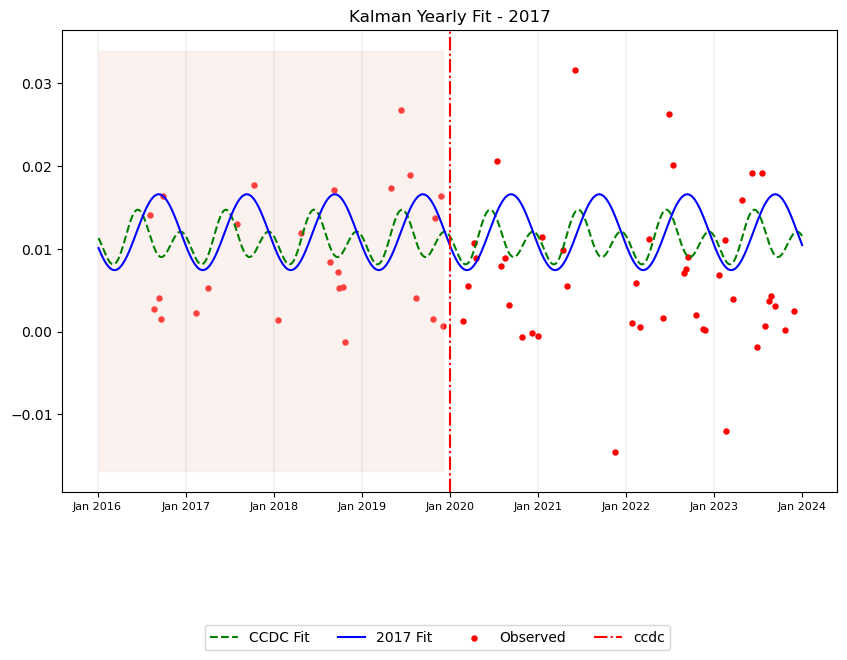 Kalman Yearly Fit - 2017
0.03
0.02
0.01
0.00
−0.01
Jan 2016 Jan 2017 Jan 2018 Jan 2019 Jan 2020 Jan 2021 Jan 2022 Jan 2023 Jan 2024
CCDC Fit 2017 Fit Observed ccdc